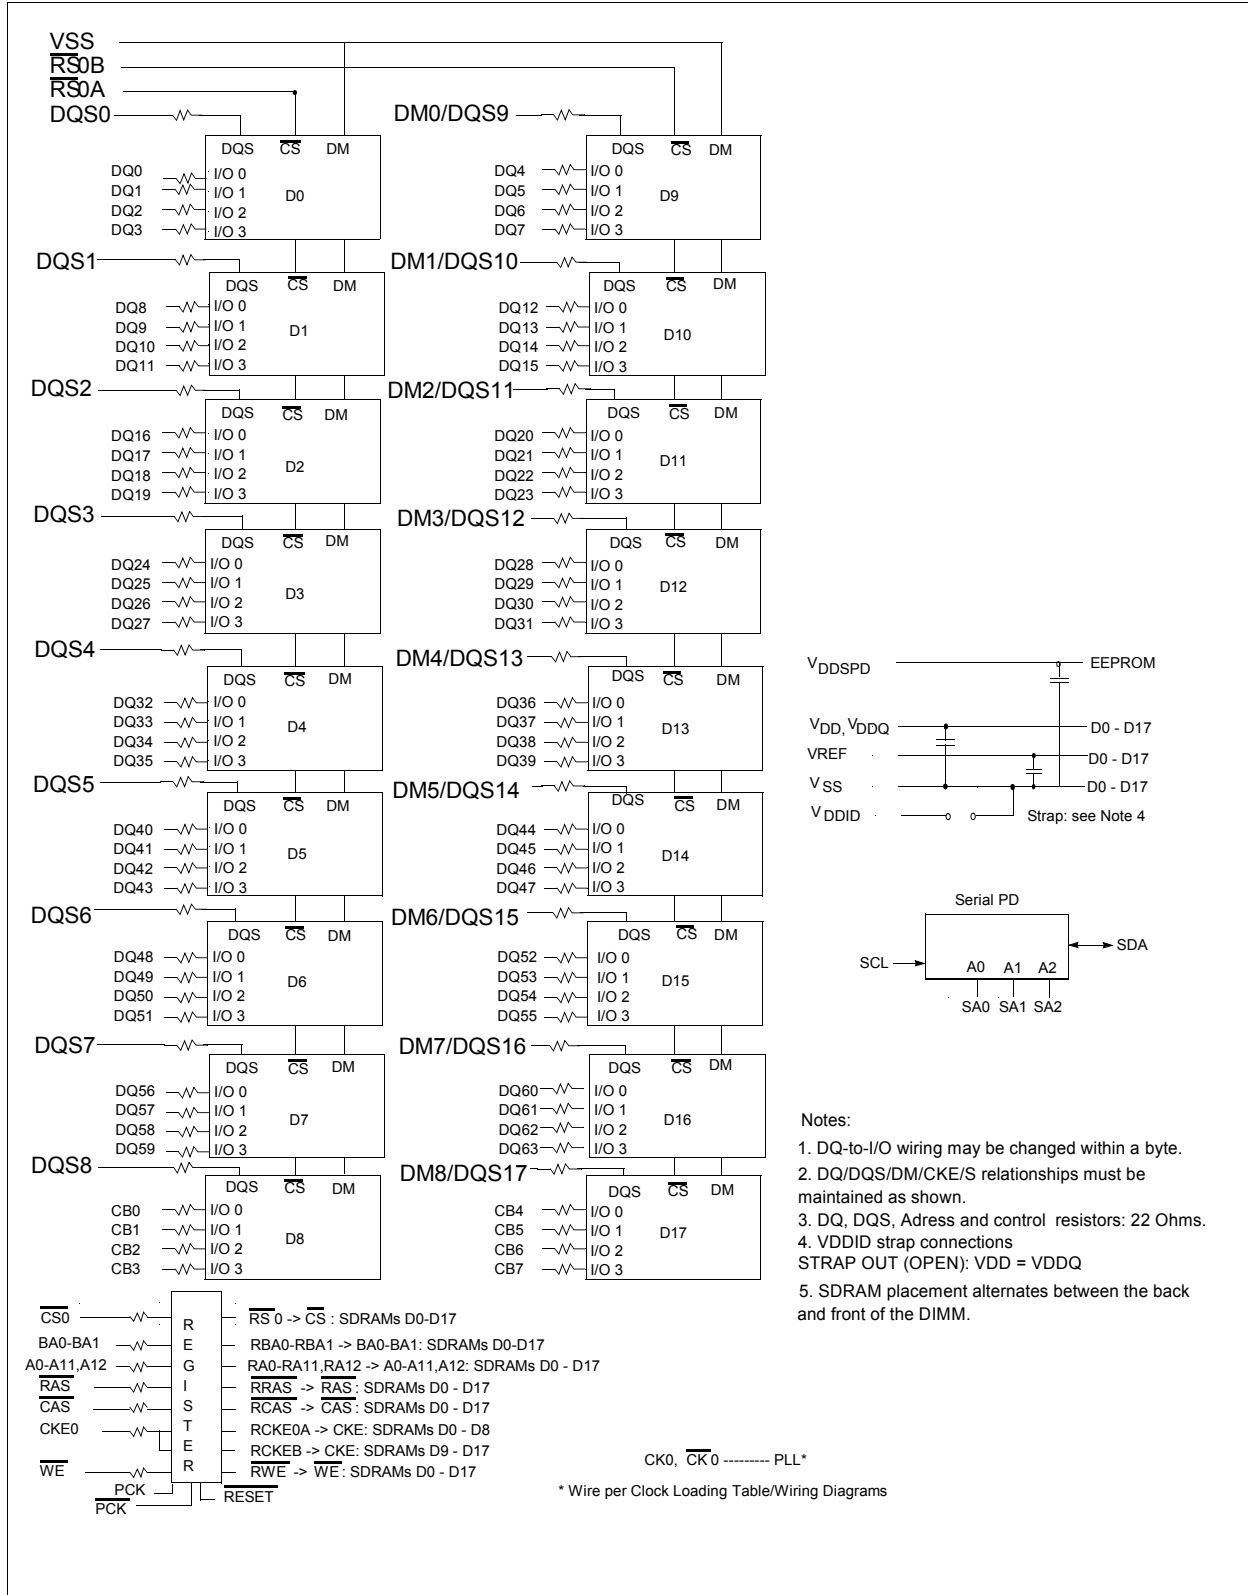 VSS
RS0B
RS0A
DQS0
DM0/DQS9
DQS CS DM
DQS CS DM
DQ0 I/O 0
DQ1 I/O 1
DQ2 I/O 2
DQ3 I/O 3
D0
DQ4 I/O 0
DQ5 I/O 1
DQ6 I/O 2
DQ7 I/O 3
D9
DQS1
DM1/DQS10
DQS CS DM
DQS CS DM
DQ8 I/O 0
DQ9 I/O 1
DQ10 I/O 2
DQ11 I/O 3
D1
DQ12 I/O 0
DQ13 I/O 1
DQ14 I/O 2
DQ15 I/O 3
D10
DQS2
DM2/DQS11
DQS CS DM
DQS CS DM
DQ16 I/O 0
DQ17 I/O 1
DQ18 I/O 2
DQ19 I/O 3
D2
DQ20 I/O 0
DQ21 I/O 1
DQ22 I/O 2
DQ23 I/O 3
D11
DQS3
DM3/DQS12
DQS CS DM
DQS CS DM
DQ24 I/O 0
DQ25 I/O 1
DQ26 I/O 2
DQ27 I/O 3
D3
DQ28 I/O 0
DQ29 I/O 1
DQ30 I/O 2
DQ31 I/O 3
D12
DQS4
DM4/DQS13
DQS CS DM
DQS CS DM
DQ32 I/O 0
DQ33 I/O 1
DQ34 I/O 2
DQ35 I/O 3
D4
DQ36 I/O 0
DQ37 I/O 1
DQ38 I/O 2
DQ39 I/O 3
D13
DQS5
DM5/DQS14
DQS CS DM
DQS CS DM
DQ40 I/O 0
DQ41 I/O 1
DQ42 I/O 2
DQ43 I/O 3
D5
DQ44 I/O 0
DQ45 I/O 1
DQ46 I/O 2
DQ47 I/O 3
D14
DQS6
DM6/DQS15
DQS CS DM
DQS CS DM
DQ48 I/O 0
DQ49 I/O 1
DQ50 I/O 2
DQ51 I/O 3
D6
DQ52 I/O 0
DQ53 I/O 1
DQ54 I/O 2
DQ55 I/O 3
D15
DQS7
DM7/DQS16
DQS CS DM
DQS CS DM
DQ56 I/O 0
DQ57 I/O 1
DQ58 I/O 2
DQ59 I/O 3
D7
DQ60 I/O 0
DQ61 I/O 1
DQ62 I/O 2
DQ63 I/O 3
D16
DQS8
DM8/DQS17
DQS CS DM
DQS CS DM
CB0 I/O 0
CB1 I/O 1
CB2 I/O 2
CB3 I/O 3
D8
CB4 I/O 0
CB5 I/O 1
CB6 I/O 2
CB7 I/O 3
D17
VDDSPD EEPROM
VDD, VDDQ D0 - D17
VREF D0 - D17
VSS D0 - D17
VDDID Strap: see Note 4
Serial PD
SCL SDA
A0 A1 A2
SA0 SA1 SA2
Notes:
1. DQ-to-I/O wiring may be changed within a byte.
2. DQ/DQS/DM/CKE/S relationships must be
maintained as shown.
3. DQ, DQS, Adress and control resistors: 22 Ohms.
4. VDDID strap connections
STRAP OUT (OPEN): VDD = VDDQ
5. SDRAM placement alternates between the back
and front of the DIMM.
REGISTER
CS0 RS 0 -> CS : SDRAMs D0-D17
BA0-BA1 RBA0-RBA1 -> BA0-BA1: SDRAMs D0-D17
A0-A11,A12 RA0-RA11,RA12 -> A0-A11,A12: SDRAMs D0 - D17
RAS RRAS -> RAS : SDRAMs D0 - D17
CAS RCAS -> CAS : SDRAMs D0 - D17
CKE0 RCKE0A -> CKE: SDRAMs D0 - D8
RCKEB -> CKE: SDRAMs D9 - D17
WE RWE -> WE : SDRAMs D0 - D17
PCK
PCK
RESET
CK0, CK 0 --------- PLL*
* Wire per Clock Loading Table/Wiring Diagrams